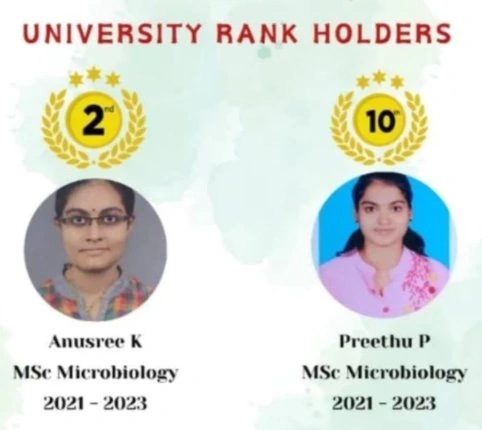 UNIVERSITY RANK HOLDERS
2nd
10th
Anusree K
MSc Microbiology
2021 - 2023
Preethu P
MSc Microbiology
2021 - 2023